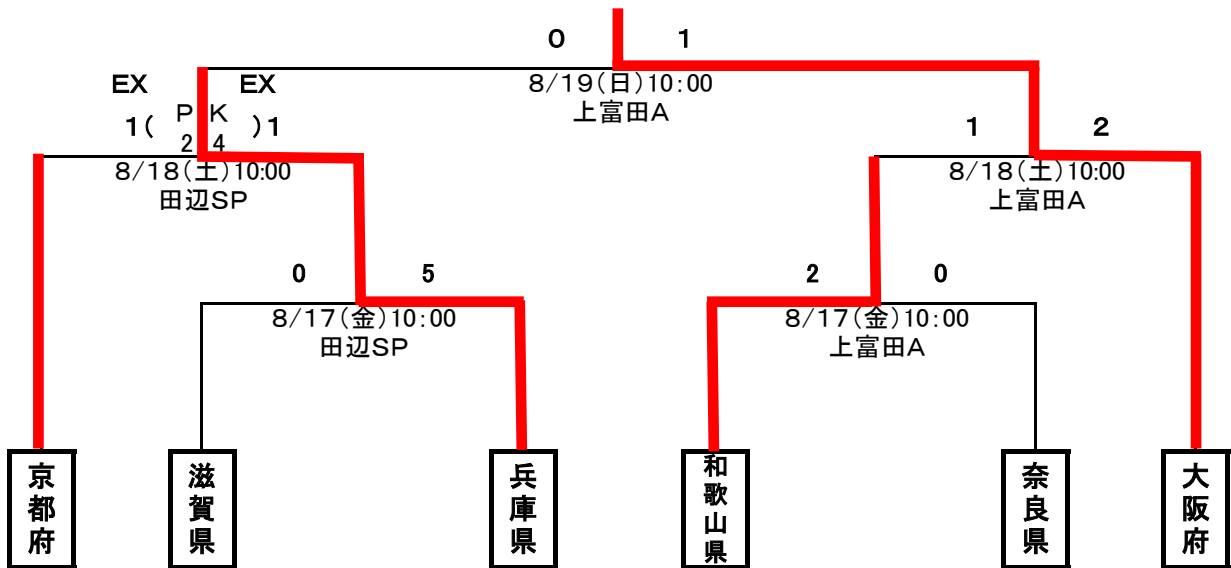 0 1
8/19(日)10:00
上富田A
EX EX
1( PK )1
2 4
8/18(土)10:00
田辺SP
1 2
8/18(土)10:00
上富田A
0 5
8/17(金)10:00
田辺SP
2 0
8/17(金)10:00
上富田A
京都府
滋賀県
兵庫県
和歌山県
奈良県
大阪府